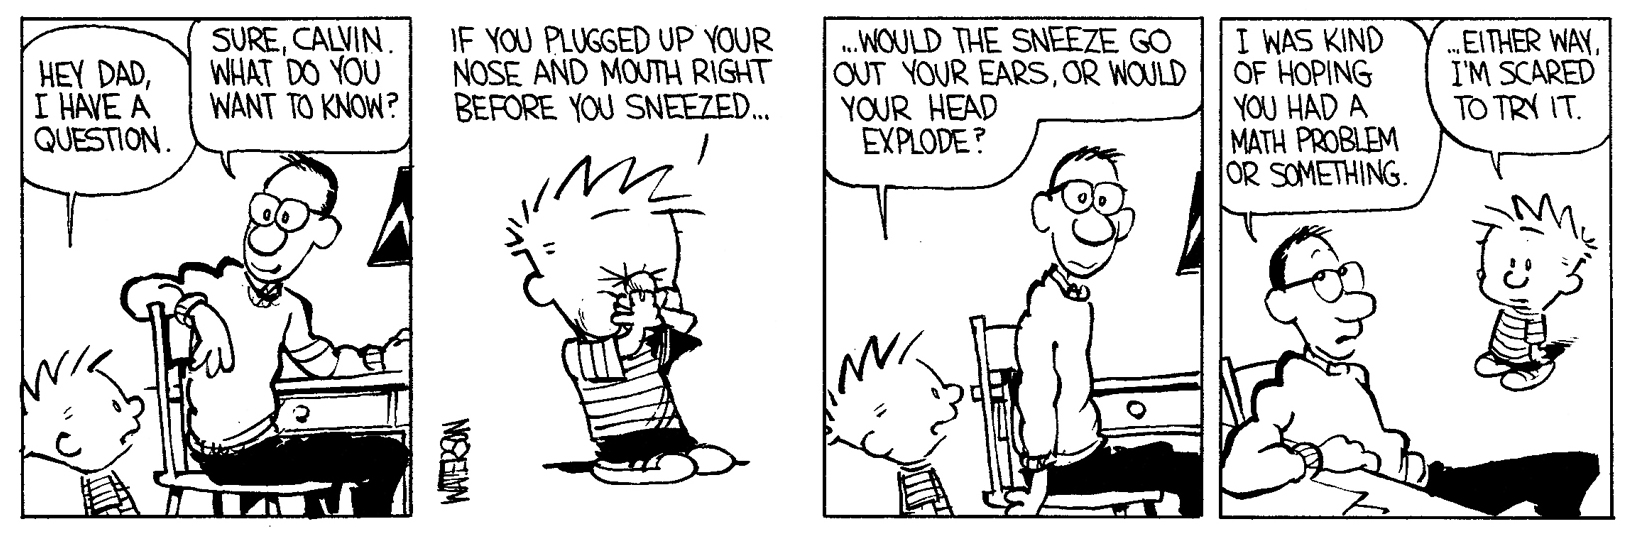 HEY DAD,
I HAVE A
QUESTION.
SURE, CALVIN.
WHAT DO YOU
WANT TO KNOW?
IF YOU PLUGGED UP YOUR
NOSE AND MOUTH RIGHT
BEFORE YOU SNEEZED...
WATTERSON
...WOULD THE SNEEZE GO
OUT YOUR EARS, OR WOULD
YOUR HEAD
EXPLODE?
I WAS KIND
OF HOPING
YOU HAD A
MATH PROBLEM
OR SOMETHING.
...EITHER WAY,
I'M SCARED
TO TRY IT.